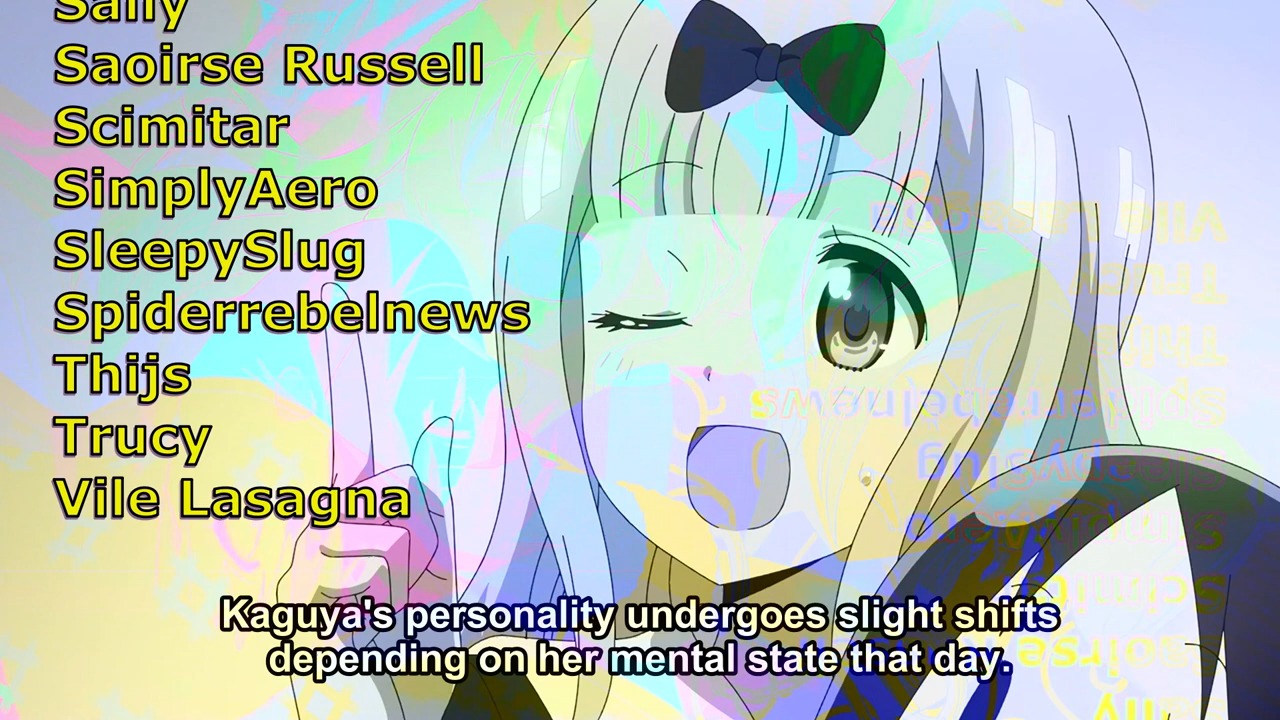 Sally
Saoirse Russell
Scimitar
SimplyAero
SleepySlug
Spiderrebelnews
Thijs
Trucy
Vile Lasagna
Kaguya's personality undergoes slight shifts
depending on her mental state that day.